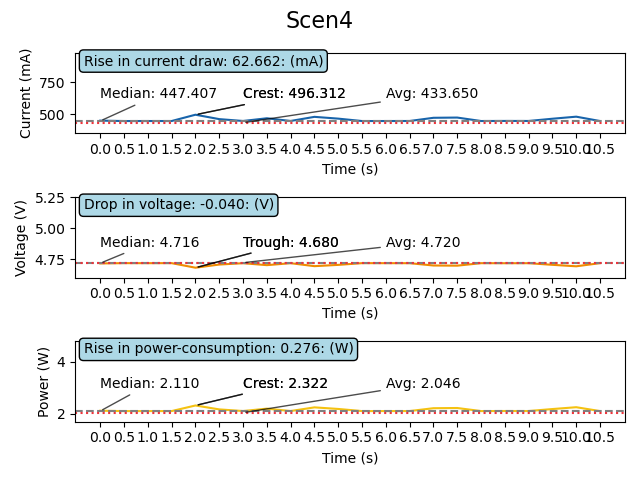 Scen4
Rise in current draw: 62.662: (mA)
Median: 447.407 Crest: 496.312 Avg: 433.650
Current (mA)
750
500
0.0 0.5 1.0 1.5 2.0 2.5 3.0 3.5 4.0 4.5 5.0 5.5 6.0 6.5 7.0 7.5 8.0 8.5 9.0 9.5 10.0 10.5
Time (s)
Drop in voltage: -0.040: (V)
Median: 4.716 Trough: 4.680 Avg: 4.720
Voltage (V)
5.25
5.00
4.75
0.0 0.5 1.0 1.5 2.0 2.5 3.0 3.5 4.0 4.5 5.0 5.5 6.0 6.5 7.0 7.5 8.0 8.5 9.0 9.5 10.0 10.5
Time (s)
Rise in power-consumption: 0.276: (W)
Median: 2.110 Crest: 2.322 Avg: 2.046
Power (W)
4
2
0.0 0.5 1.0 1.5 2.0 2.5 3.0 3.5 4.0 4.5 5.0 5.5 6.0 6.5 7.0 7.5 8.0 8.5 9.0 9.5 10.0 10.5
Time (s)